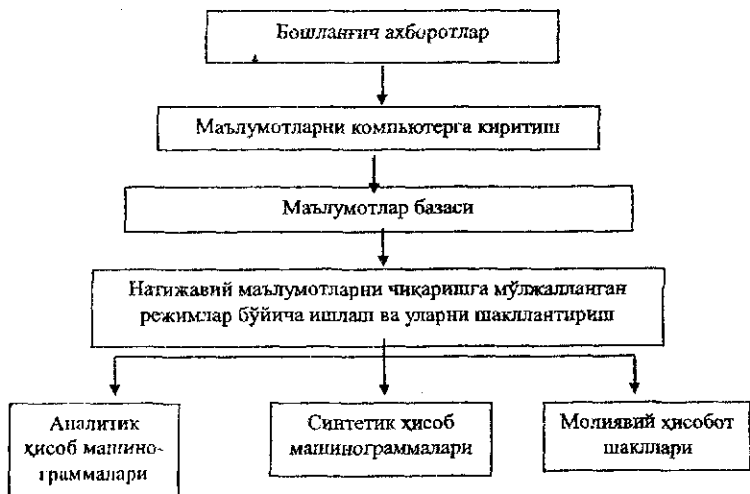 Бошланғич ахборотлар
Маълумотларни компьютерга киритиш
Маълумотлар базаси
Натижавий маълумотларни чиқаришга мўлжалланган
режимлар бўйича ишлаш ва уларни шакллантириш
Аналитик
ҳисоб машино-
граммалари
Синтетик ҳисоб
машинограммалари
Молиявий ҳисобот
шакллари